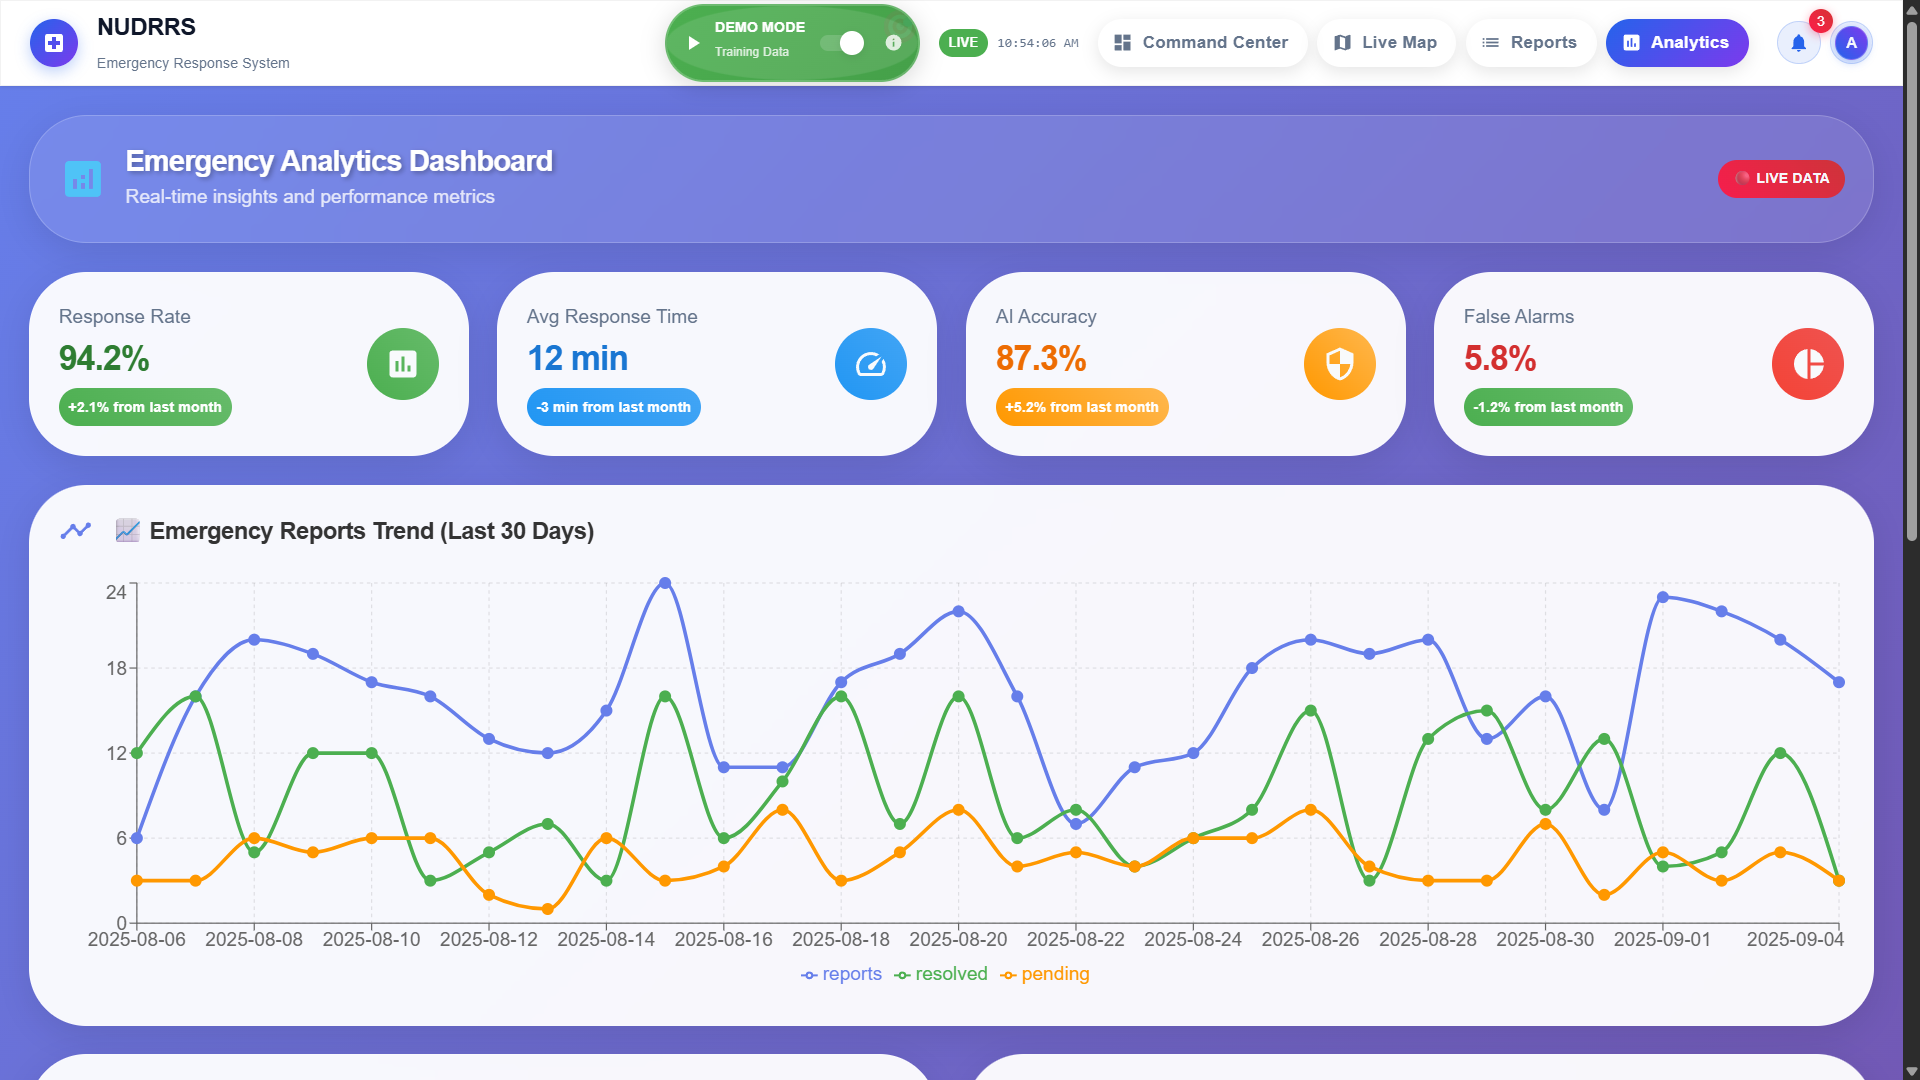 NUDRRS
Emergency Response System
DEMO MODE
Training Data
LIVE
10:54:06 AM
Command Center
Live Map
Reports
Analytics
3
A
Emergency Analytics Dashboard
Real-time insights and performance metrics
LIVE DATA
Response Rate
94.2%
+2.1% from last month
Avg Response Time
12 min
-3 min from last month
AI Accuracy
87.3%
+5.2% from last month
False Alarms
5.8%
-1.2% from last month
Emergency Reports Trend (Last 30 Days)
24
18
12
6
0
2025-08-06 2025-08-08 2025-08-10 2025-08-12 2025-08-14 2025-08-16 2025-08-18 2025-08-20 2025-08-22 2025-08-24 2025-08-26 2025-08-28 2025-08-30 2025-09-01 2025-09-04
reports resolved pending